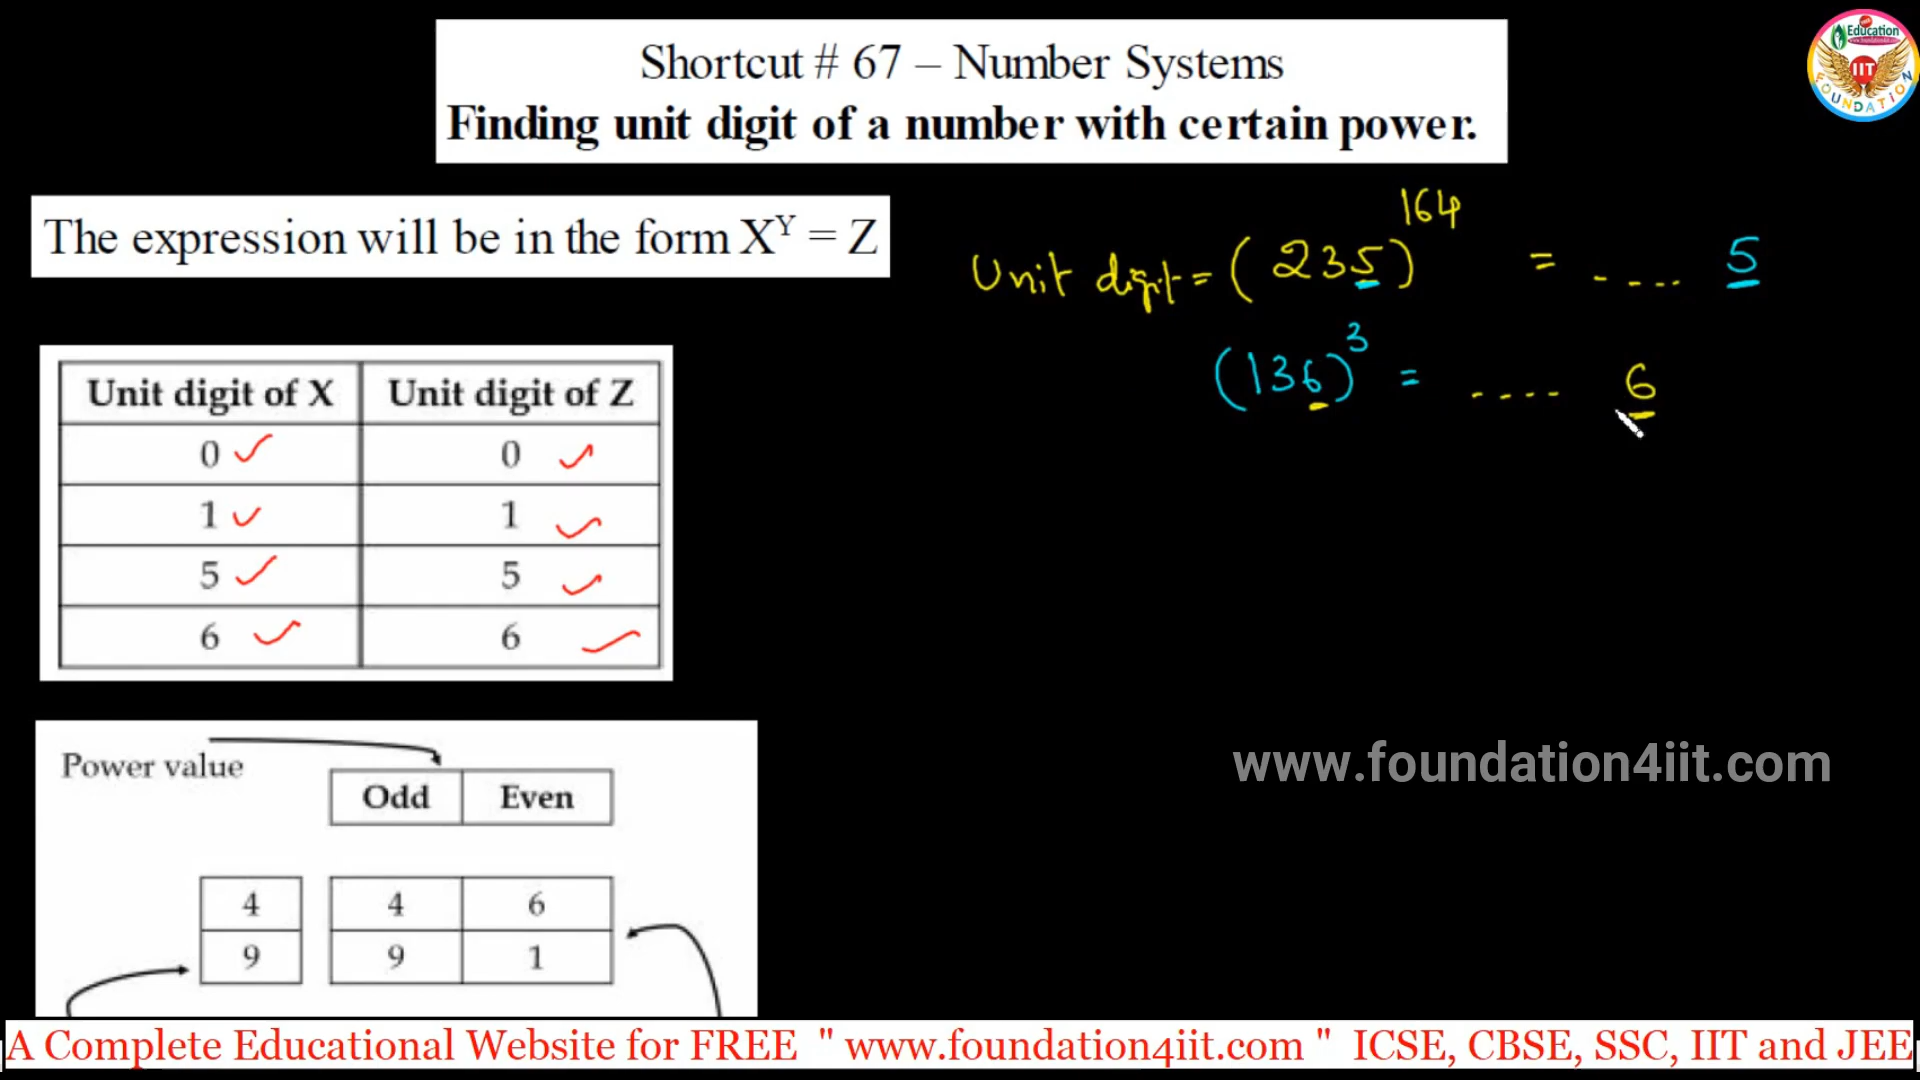 Shortcut # 67 – Number Systems
Finding unit digit of a number with certain power.
Education
IIT
FOUNDATION
The expression will be in the form X^Y = Z
Unit digit = (235)^164 = . . . . . 5
(136)^3 = . . . . 6
Unit digit of X Unit digit of Z
0 ✓ 0 ✓
1 ✓ 1 ✓
5 ✓ 5 ✓
6 ✓ 6 ✓
Power value
Odd Even
4 4 6
9 9 1
www.foundation4iit.com
A Complete Educational Website for FREE " www.foundation4iit.com " ICSE, CBSE, SSC, IIT and JEE